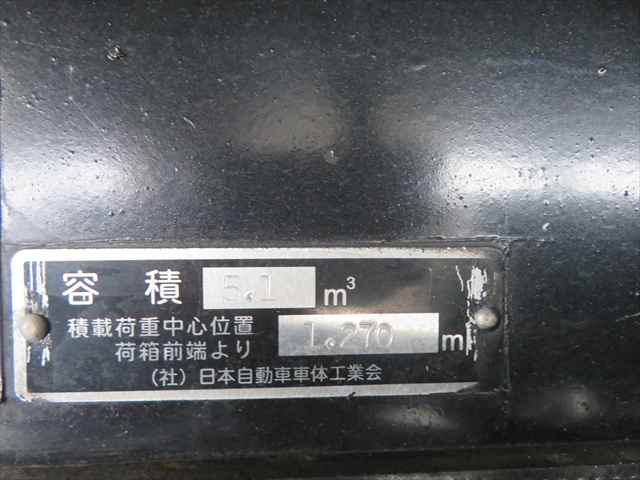 容積 5.1 m³
積載荷重中心位置
荷箱前端より 1.270 m
(社)日本自動車車体工業会